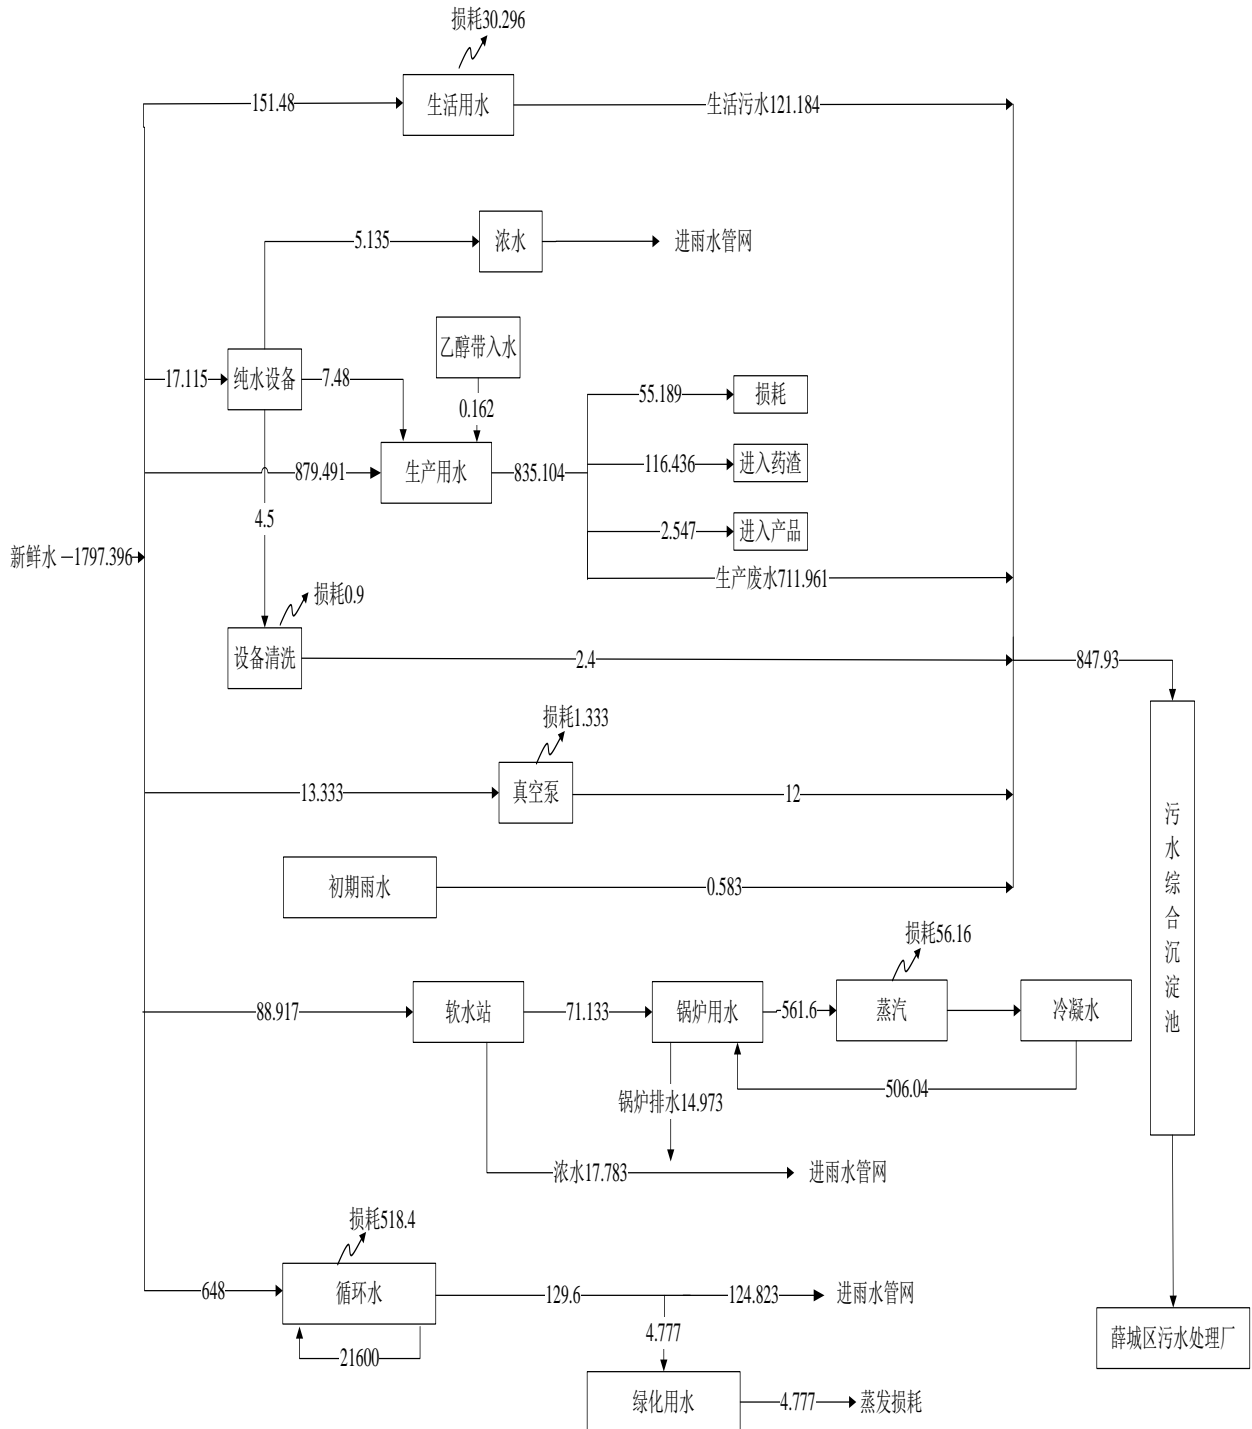 损耗30.296
151.48
生活用水
生活污水121.184
5.135
浓水
进雨水管网
乙醇带入水
17.115
纯水设备
7.48
0.162
55.189
损耗
879.491
生产用水
835.104
116.436
进入药渣
4.5
2.547
进入产品
新鲜水
1797.396
生产废水711.961
损耗0.9
设备清洗
2.4
847.93
损耗1.333
13.333
真空泵
12
污水综合沉淀池
初期雨水
0.583
损耗56.16
88.917
软水站
71.133
锅炉用水
561.6
蒸汽
冷凝水
506.04
锅炉排水14.973
浓水17.783
进雨水管网
损耗518.4
648
循环水
129.6
124.823
进雨水管网
21600
4.777
薛城区污水处理厂
绿化用水
4.777
蒸发损耗